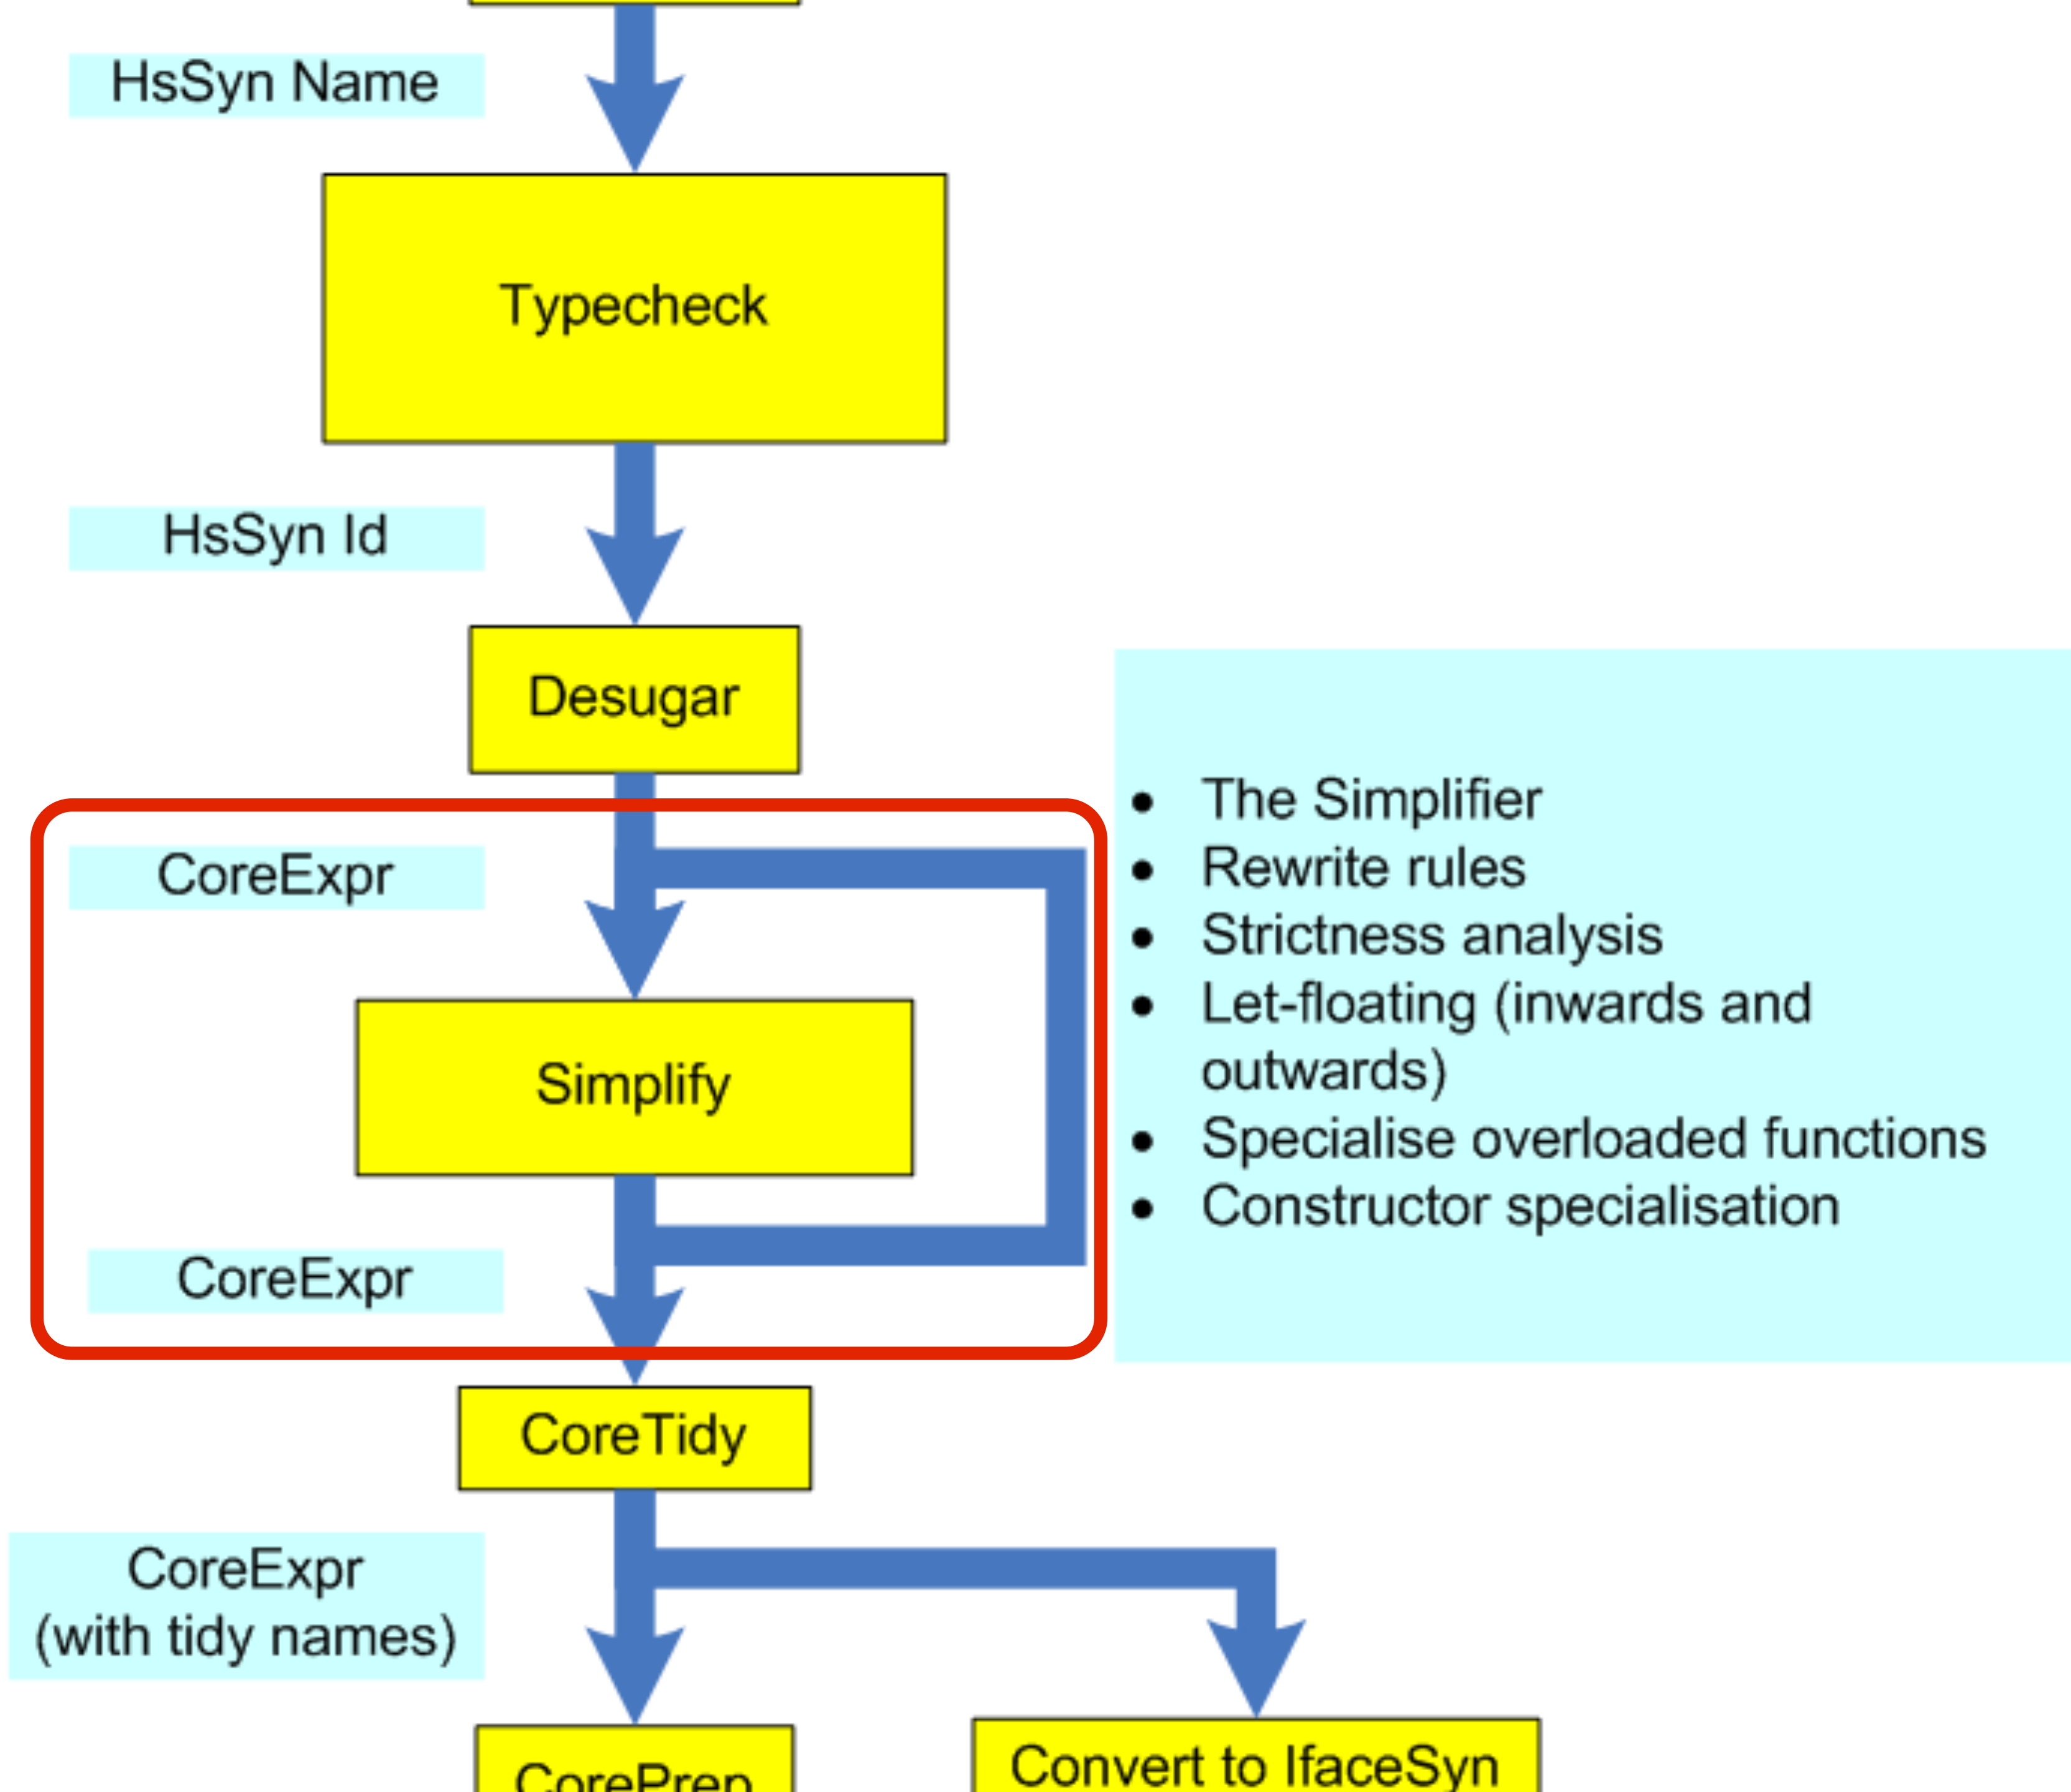 HsSyn Name
Typecheck
HsSyn Id
Desugar
CoreExpr
Simplify
CoreExpr
• The Simplifier
• Rewrite rules
• Strictness analysis
• Let-floating (inwards and
outwards)
• Specialise overloaded functions
• Constructor specialisation
CoreTidy
CoreExpr
(with tidy names)
CorePrep
Convert to IfaceSyn